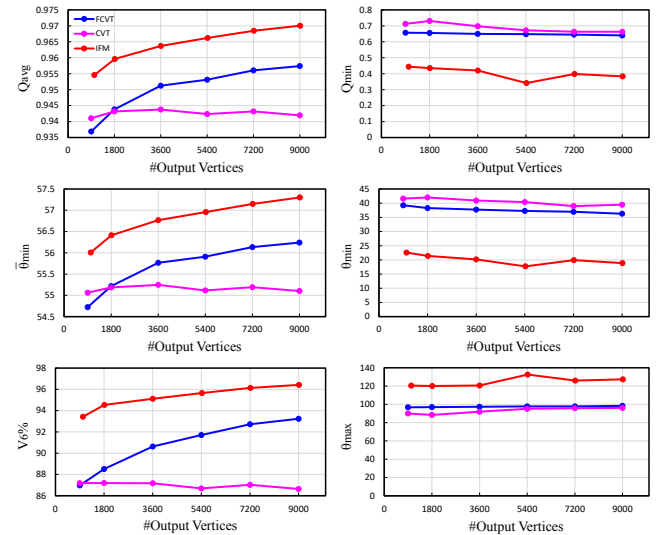 0.975
0.97
0.965
0.96
0.955
0.95
0.945
0.94
0.935
0 1800 3600 5400 7200 9000
Qavg
#Output Vertices
FCVT
CVT
IFM
0.8
0.7
0.6
0.5
0.4
0.3
0.2
0.1
0
0 1800 3600 5400 7200 9000
Qmin
#Output Vertices
57.5
57
56.5
56
55.5
55
54.5
0 1800 3600 5400 7200 9000
θ̄min
#Output Vertices
45
40
35
30
25
20
15
10
5
0
0 1800 3600 5400 7200 9000
θmin
#Output Vertices
98
96
94
92
90
88
86
0 1800 3600 5400 7200 9000
V6%
#Output Vertices
140
120
100
80
60
40
20
0
0 1800 3600 5400 7200 9000
θmax
#Output Vertices